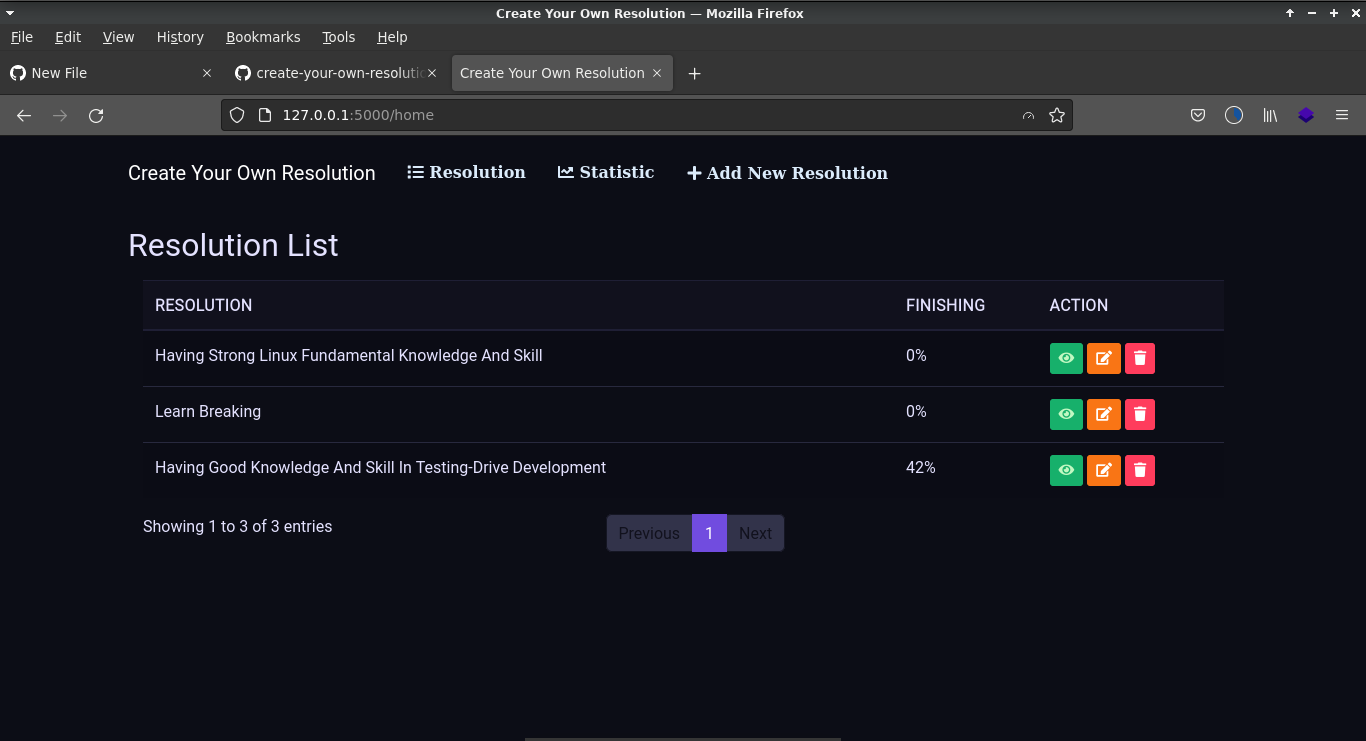 Create Your Own Resolution — Mozilla Firefox
File Edit View History Bookmarks Tools Help
New File create-your-own-resolutio Create Your Own Resolution
127.0.0.1:5000/home
Create Your Own Resolution Resolution Statistic Add New Resolution
Resolution List
RESOLUTION FINISHING ACTION
Having Strong Linux Fundamental Knowledge And Skill 0%
Learn Breaking 0%
Having Good Knowledge And Skill In Testing-Drive Development 42%
Showing 1 to 3 of 3 entries Previous 1 Next